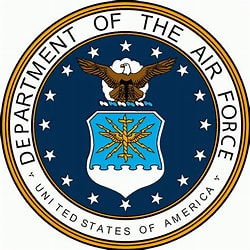 DEPARTMENT OF THE AIR FORCE
UNITED STATES OF AMERICA